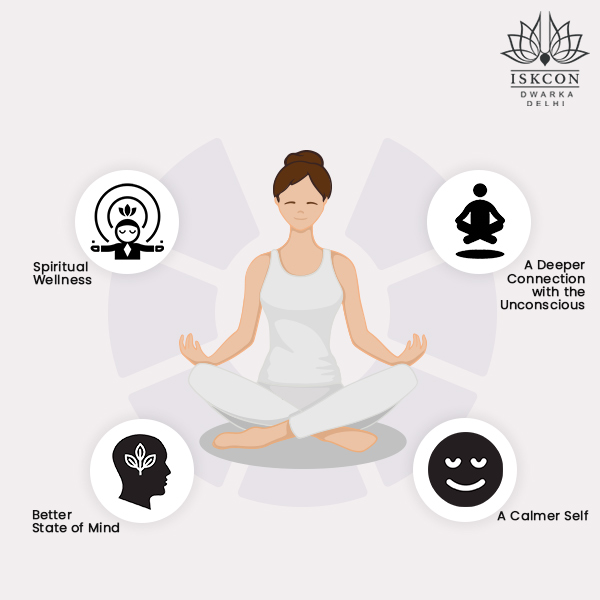 ISKCON
DWARKA
DELHI
Spiritual
Wellness
A Deeper
Connection
with the
Unconscious
Better
State of Mind
A Calmer Self